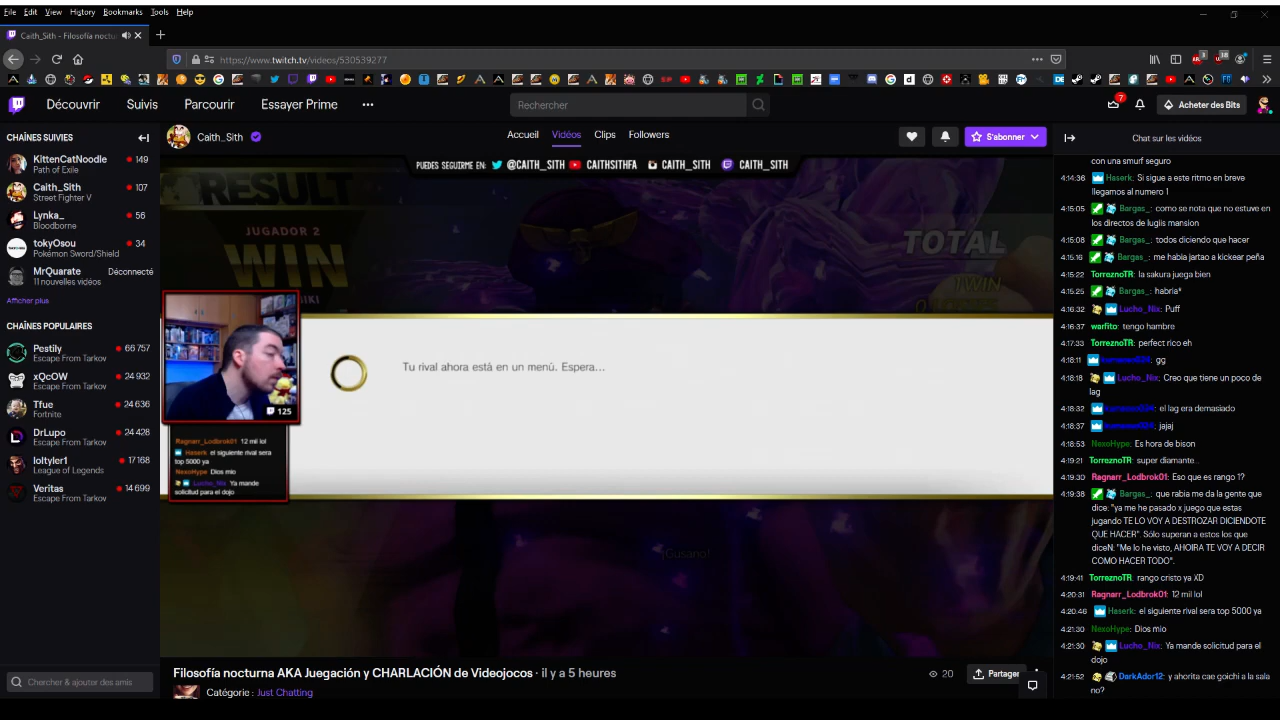 File Edit View History Bookmarks Tools Help
Caith_Sith - Filosofía noctu
https://www.twitch.tv/videos/530539277
Découvrir Suivis Parcourir Essayer Prime
Rechercher
7
Acheter des Bits
CHAÎNES SUIVIES
KittenCatNoodle 149
Path of Exile
Caith_Sith 107
Street Fighter V
Lynka_ 56
Bloodborne
tokyOsou 34
Pokémon Sword/Shield
MrQuarate Déconnecté
11 nouvelles vidéos
Afficher plus
CHAÎNES POPULAIRES
Pestily 66 757
Escape From Tarkov
xQcOW 24 932
Escape From Tarkov
Tfue 24 636
Fortnite
DrLupo 24 428
Escape From Tarkov
loltyler1 17 168
League of Legends
Veritas 14 699
Escape From Tarkov
Chercher & ajouter des amis
Caith_Sith
Accueil Vidéos Clips Followers
S'abonner
PUEDES SEGUIRME EN: @CAITH_SITH CAITHSITHFA CAITH_SITH CAITH_SITH
RESULT
JUGADOR 2
WIN
TOTAL
1WIN
Tu rival ahora está en un menú. Espera...
125
Ragnarr_Lodbrok01 12 mil lol
Haserk el siguiente rival sera
top 5000 ya
NexoHype Dios mio
Lucho_Nix Ya mande
solicitud para el dojo
¡Gusano!
Filosofía nocturna AKA Juegación y CHARLACIÓN de Videojocos · il y a 5 heures
20
Partager
Catégorie : Just Chatting
Chat sur les vidéos
con una smurf seguro
4:14:36 Haserk: Si sigue a este ritmo en breve
llegamos al numero 1
4:15:05 Bargas_: como se nota que no estuve en
los directos de luglis mansion
4:15:08 Bargas_: todos diciendo que hacer
4:15:16 Bargas_: me había jartao a kickear peña
4:15:22 TorreznoTR: la sakura juega bien
4:15:25 Bargas_: habría*
4:16:32 Lucho_Nix: Puff
4:16:37 warlito: tengo hambre
4:17:33 TorreznoTR: perfect rico eh
4:18:11 gg
4:18:18 Lucho_Nix: Creo que tiene un poco de
lag
4:18:32 el lag era demasiado
4:18:37 jajaj
4:18:53 NexoHype: Es hora de bison
4:19:21 TorreznoTR: super diamante...
4:19:30 Ragnarr_Lodbrok01: Eso que es rango 1??
4:19:38 Bargas_: que rabia me da la gente que
dice: "ya me he pasado x juego que estas
jugando TE LO VOY A DESTROZAR DICIENDOTE
QUE HACER". Sólo superan a estos los que
diceN: "Me lo he visto, AHOIRA TE VOY A DECIR
COMO HACER TODO".
4:19:41 TorreznoTR: rango cristo ya XD
4:20:31 Ragnarr_Lodbrok01: 12 mil lol
4:20:46 Haserk: el siguiente rival sera top 5000 ya
4:21:30 NexoHype: Dios mio
4:21:30 Lucho_Nix: Ya mande solicitud para el
dojo
4:21:52 DarkAdor12: y ahorita cae goichi a la sala
no?